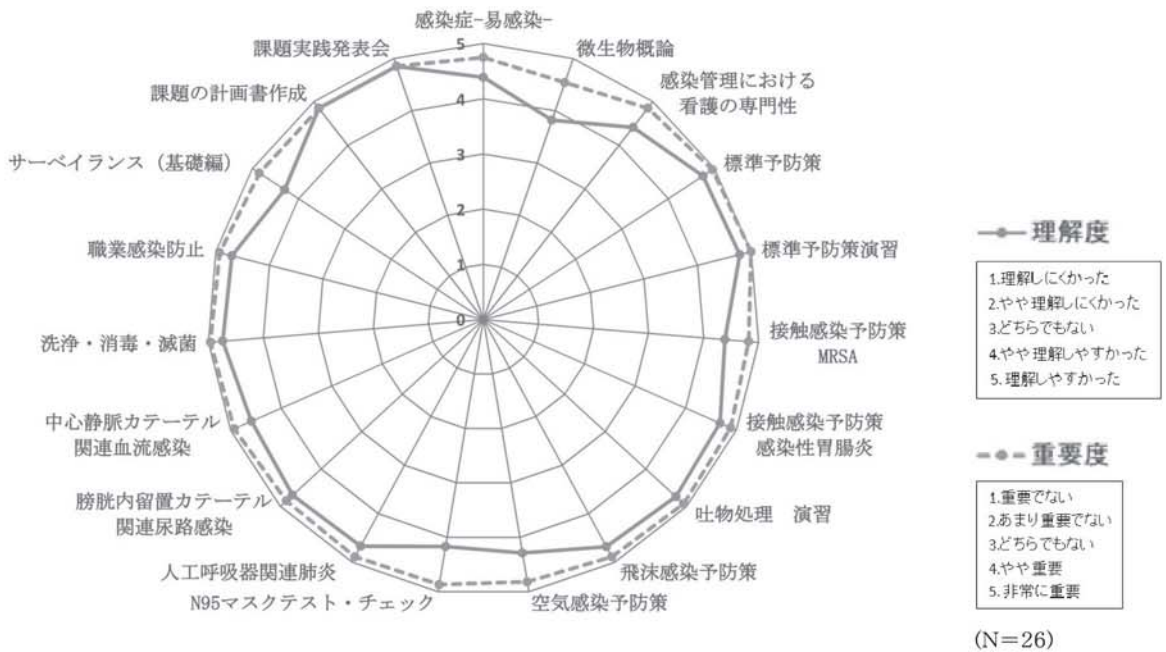 感染症-易感染-
微生物概論
感染管理における
看護の専門性
標準予防策
標準予防策演習
接触感染予防策
MRSA
接触感染予防策
感染性胃腸炎
吐物処理　演習
飛沫感染予防策
空気感染予防策
N95マスクテスト・チェック
人工呼吸器関連肺炎
膀胱内留置カテーテル
関連尿路感染
中心静脈カテーテル
関連血流感染
洗浄・消毒・滅菌
職業感染防止
サーベイランス（基礎編）
課題の計画書作成
課題実践発表会
5
4
3
2
1
0
理解度
1.理解しにくかった
2.やや理解しにくかった
3.どちらでもない
4.やや理解しやすかった
5.理解しやすかった
重要度
1.重要でない
2.あまり重要でない
3.どちらでもない
4.やや重要
5.非常に重要
(N=26)